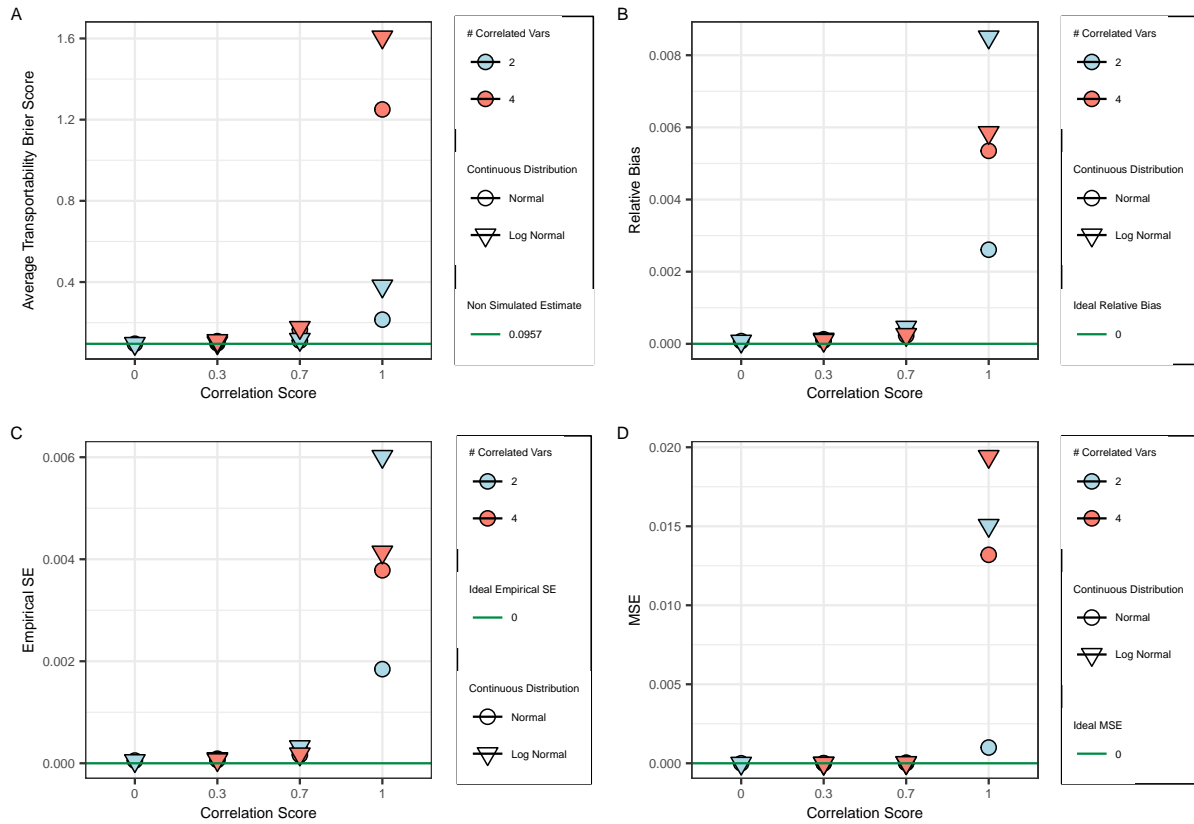 A
1.6
1.2
0.8
0.4
Average Transportability Brier Score
0
0.3
0.7
1
Correlation Score
# Correlated Vars
2
4
Continuous Distribution
Normal
Log Normal
Non Simulated Estimate
0.0957
B
0.008
0.006
0.004
0.002
0.000
Relative Bias
0
0.3
0.7
1
Correlation Score
# Correlated Vars
2
4
Continuous Distribution
Normal
Log Normal
Ideal Relative Bias
0
C
0.006
0.004
0.002
0.000
Empirical SE
0
0.3
0.7
1
Correlation Score
# Correlated Vars
2
4
Ideal Empirical SE
0
Continuous Distribution
Normal
Log Normal
D
0.020
0.015
0.010
0.005
0.000
MSE
0
0.3
0.7
1
Correlation Score
# Correlated Vars
2
4
Continuous Distribution
Normal
Log Normal
Ideal MSE
0